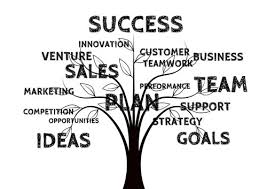 SUCCESS
INNOVATION
VENTURE
CUSTOMER
TEAMWORK
BUSINESS
SALES
MARKETING
PERFORMANCE
TEAM
PLAN
COMPETITION
SUPPORT
OPPORTUNITIES
STRATEGY
IDEAS
GOALS